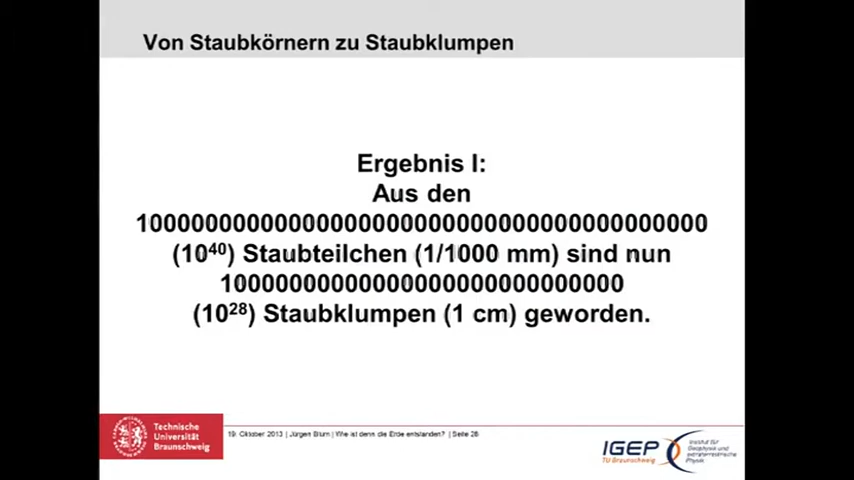 Von Staubkörnern zu Staubklumpen
Ergebnis I:
Aus den
10000000000000000000000000000000000000000
(10⁴⁰) Staubteilchen (1/1000 mm) sind nun
10000000000000000000000000000
(10²⁸) Staubklumpen (1 cm) geworden.
Technische
Universität
Braunschweig
19. Oktober 2013 | Jürgen Blum | Wie ist denn die Erde entstanden? | Seite 28
IGEP
TU Braunschweig
Institut für
Geophysik und
extraterrestrische
Physik